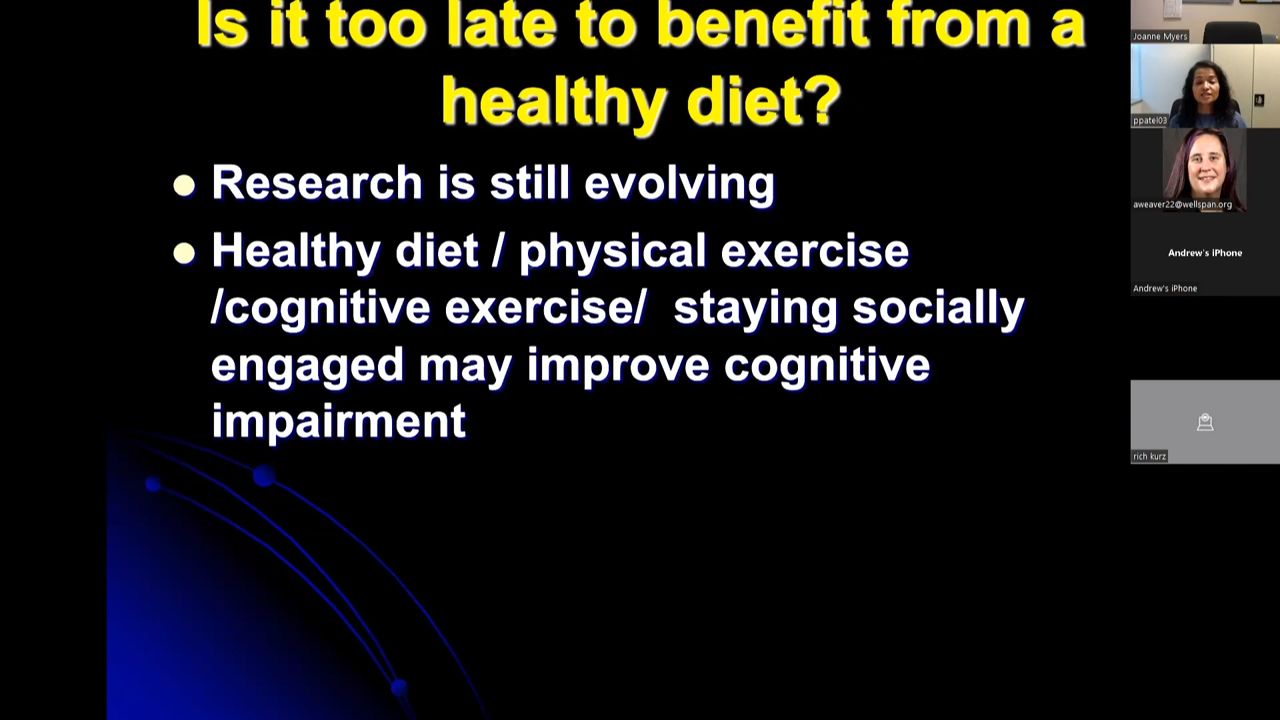 Is it too late to benefit from a
healthy diet?
Research is still evolving
Healthy diet / physical exercise
/cognitive exercise/ staying socially
engaged may improve cognitive
impairment
Joanne Myers
ppatel03
aweaver22@wellspan.org
Andrew's iPhone
Andrew's iPhone
rich kurz